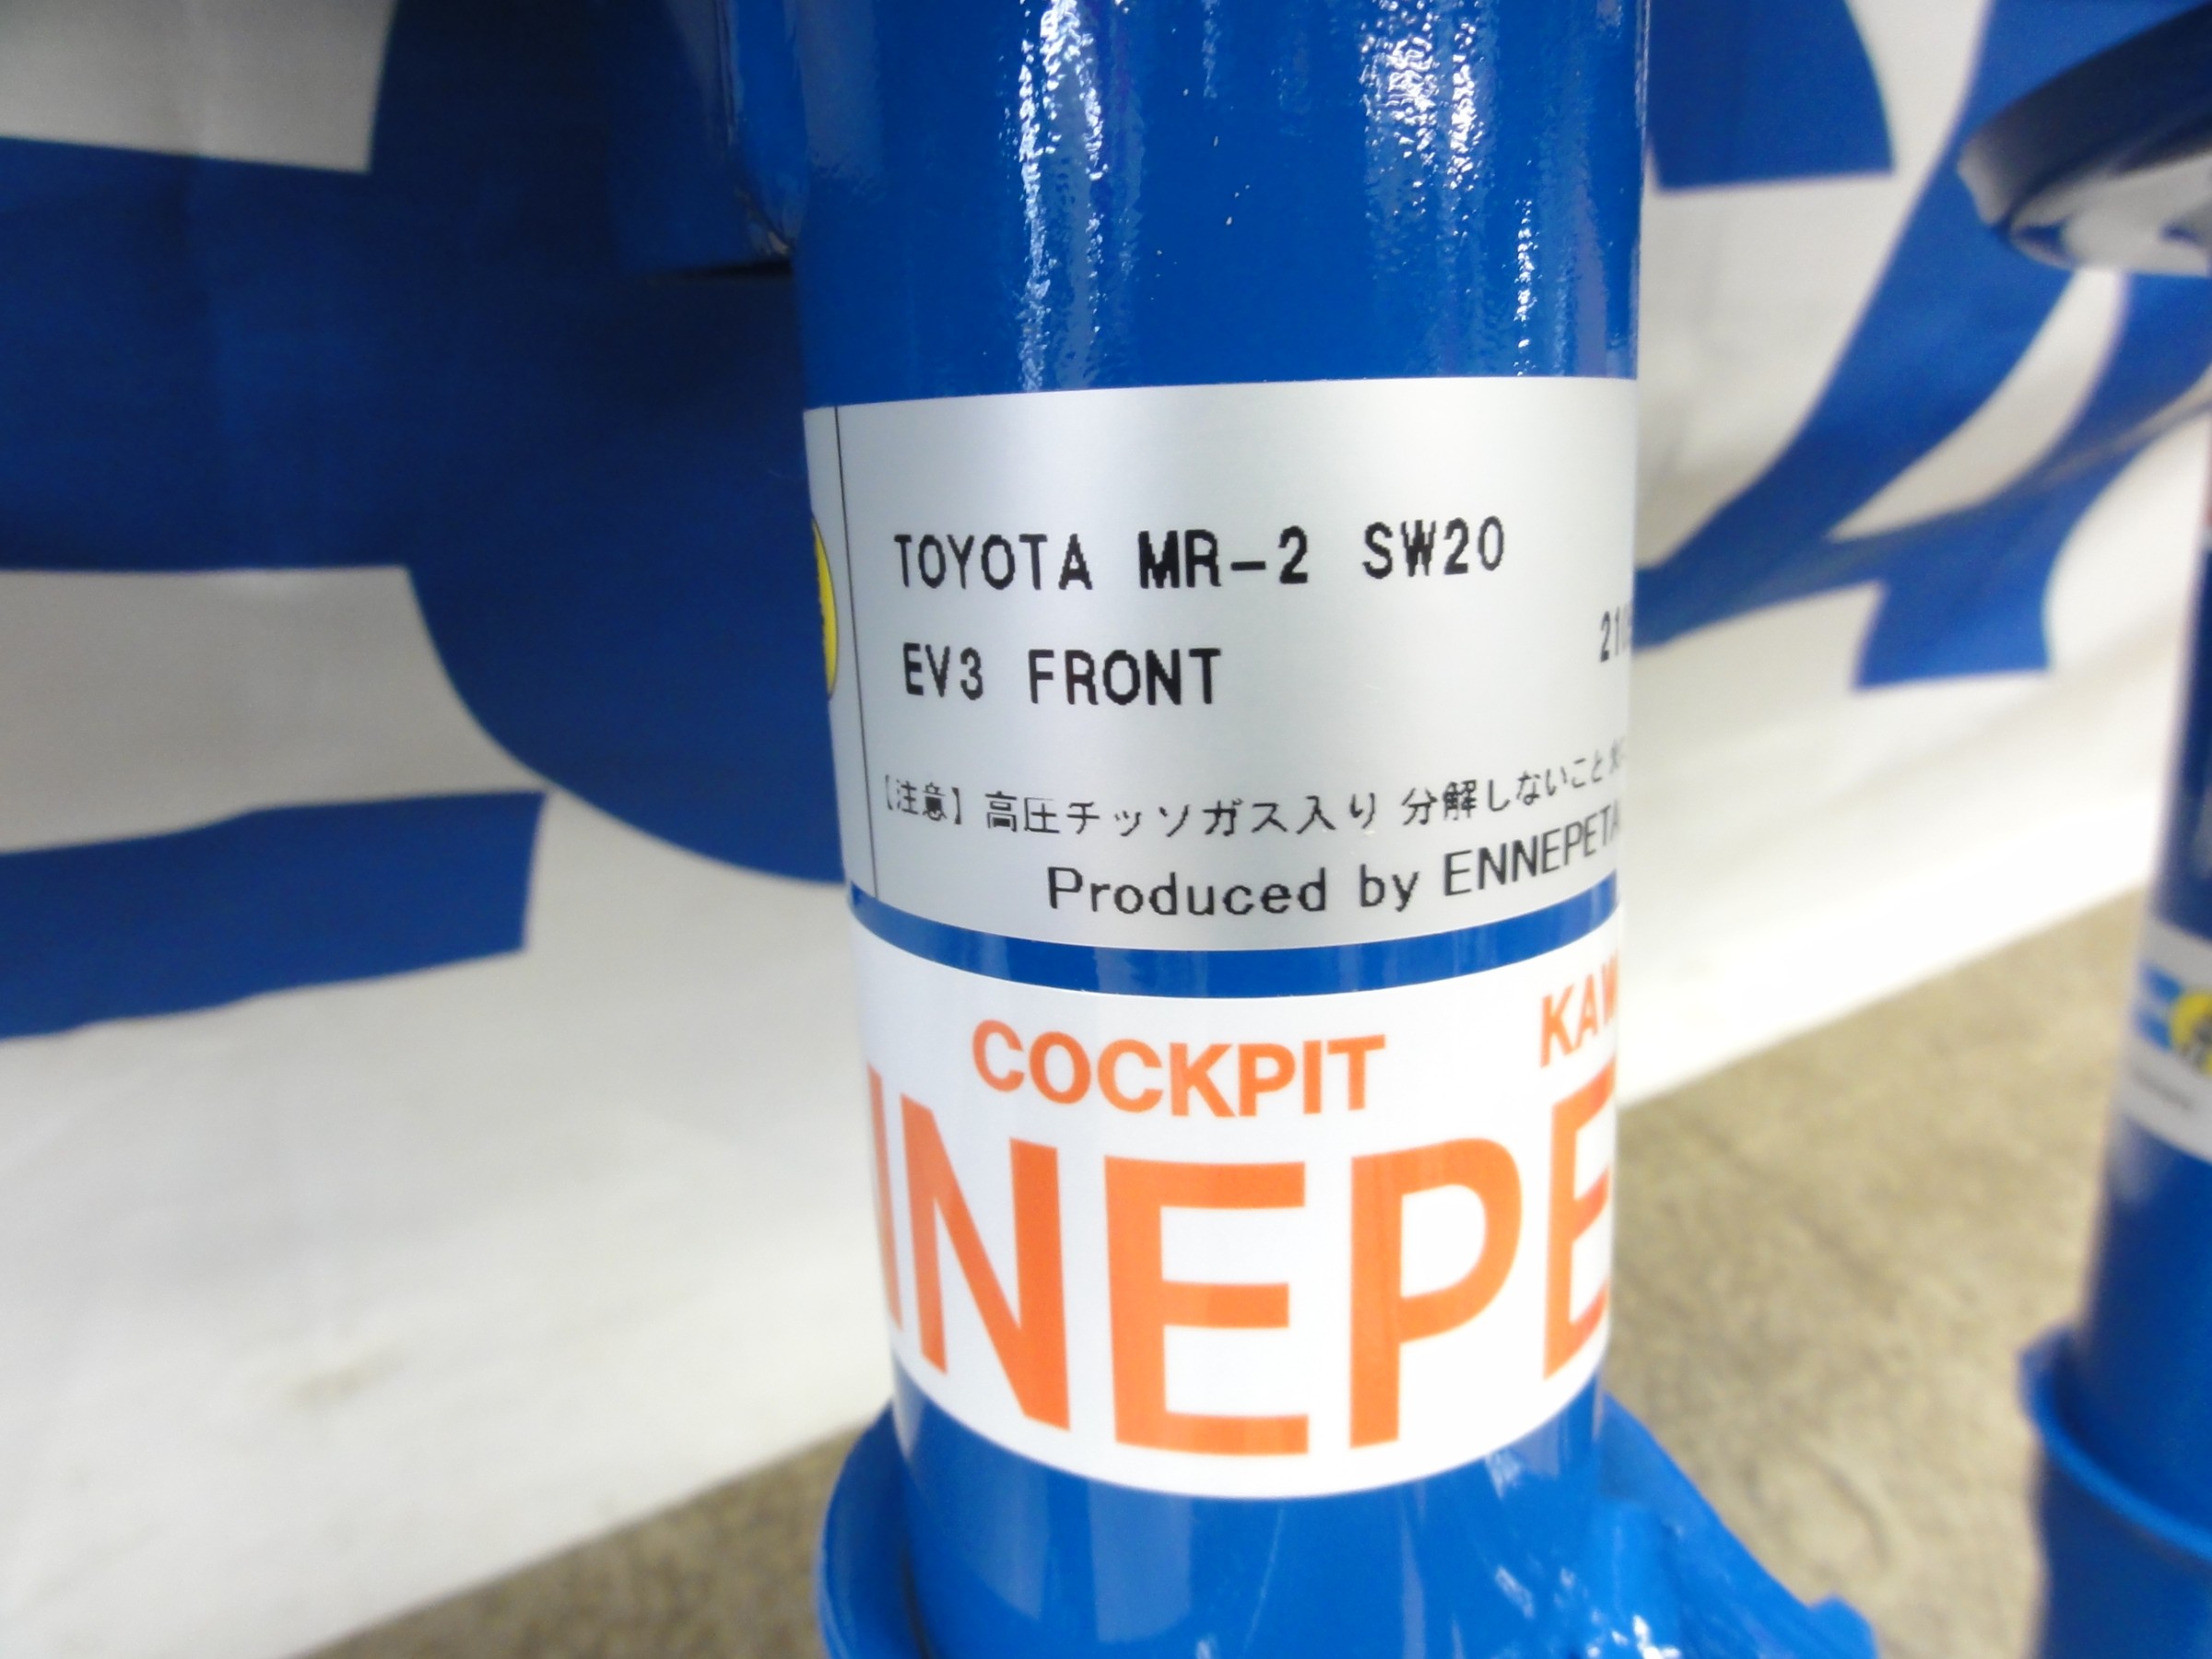 TOYOTA MR-2 SW20
EV3 FRONT
【注意】高圧チッソガス入り 分解しないこと
Produced by ENNEPETA
COCKPIT